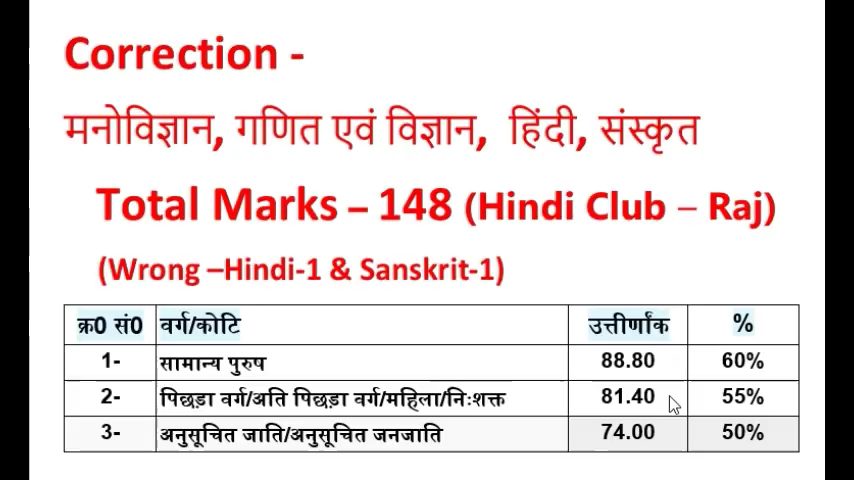 Correction -
मनोविज्ञान, गणित एवं विज्ञान, हिंदी, संस्कृत
Total Marks – 148 (Hindi Club – Raj)
(Wrong –Hindi-1 & Sanskrit-1)
क्र0 सं0 वर्ग/कोटि उत्तीर्णांक %
1- सामान्य पुरुष 88.80 60%
2- पिछड़ा वर्ग/अति पिछड़ा वर्ग/महिला/निःशक्त 81.40 55%
3- अनुसूचित जाति/अनुसूचित जनजाति 74.00 50%